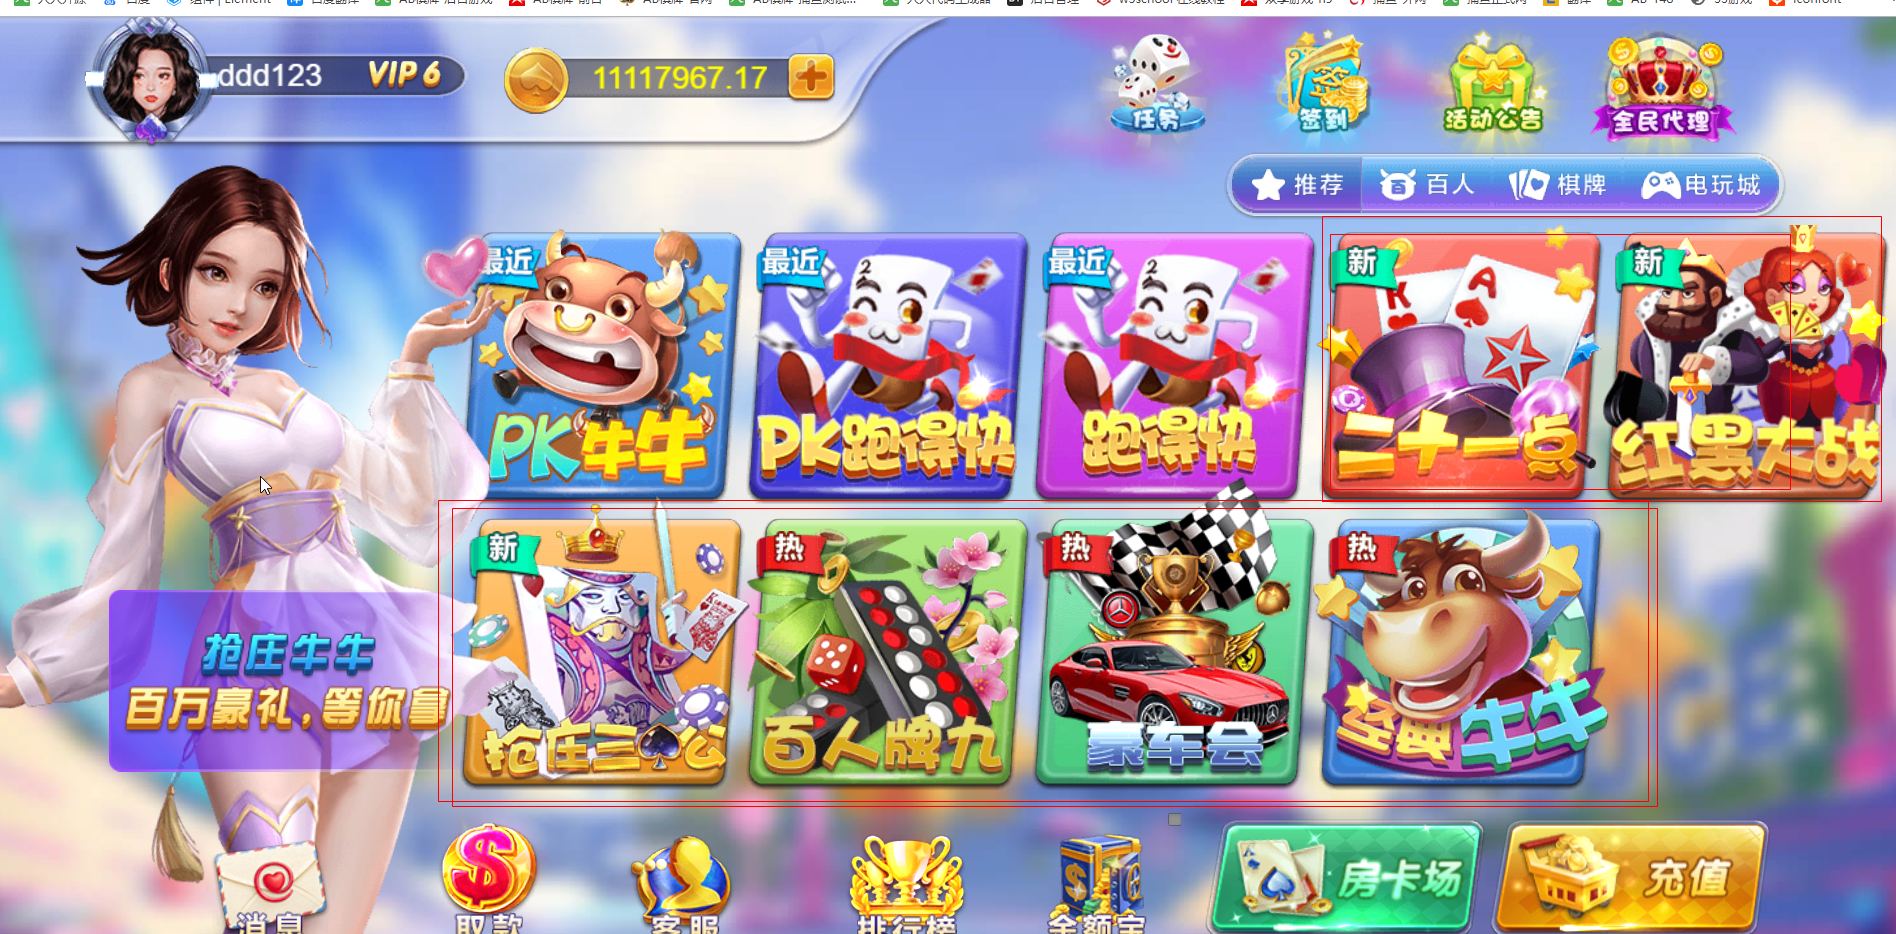 ddd123
VIP 6
11117967.17
任务
签到
活动公告
全民代理
推荐
百人
棋牌
电玩城
最近
PK牛牛
最近
PK跑得快
最近
跑得快
新
二十一点
新
红黑大战
新
抢庄三公
热
百人牌九
热
豪车会
热
经典牛牛
抢庄牛牛
百万豪礼,等你拿
消息
取款
客服
排行榜
余额宝
房卡场
充值